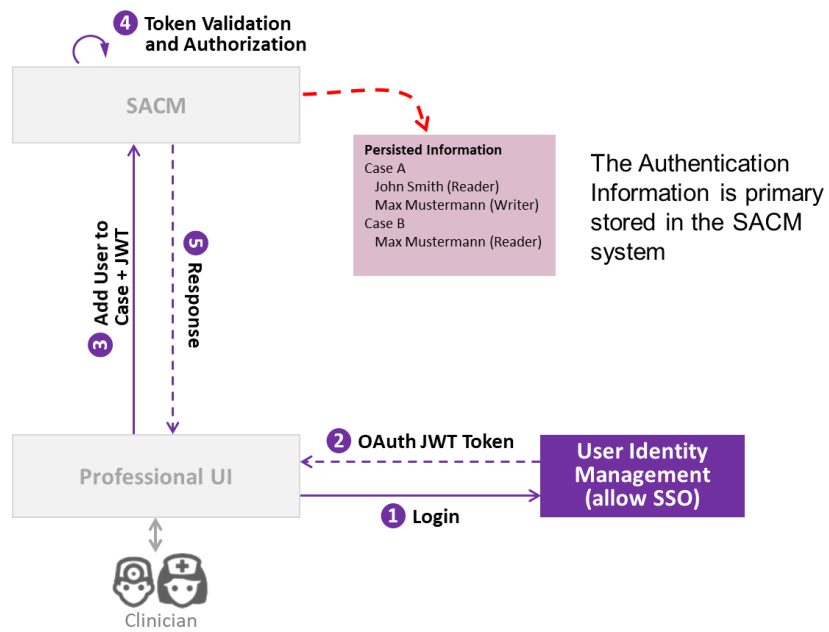 4 Token Validation
and Authorization
SACM
Persisted Information
Case A
John Smith (Reader)
Max Mustermann (Writer)
Case B
Max Mustermann (Reader)
The Authentication
Information is primary
stored in the SACM
system
3 Add User to
Case + JWT
5 Response
2 OAuth JWT Token
User Identity
Management
(allow SSO)
Professional UI
1 Login
Clinician